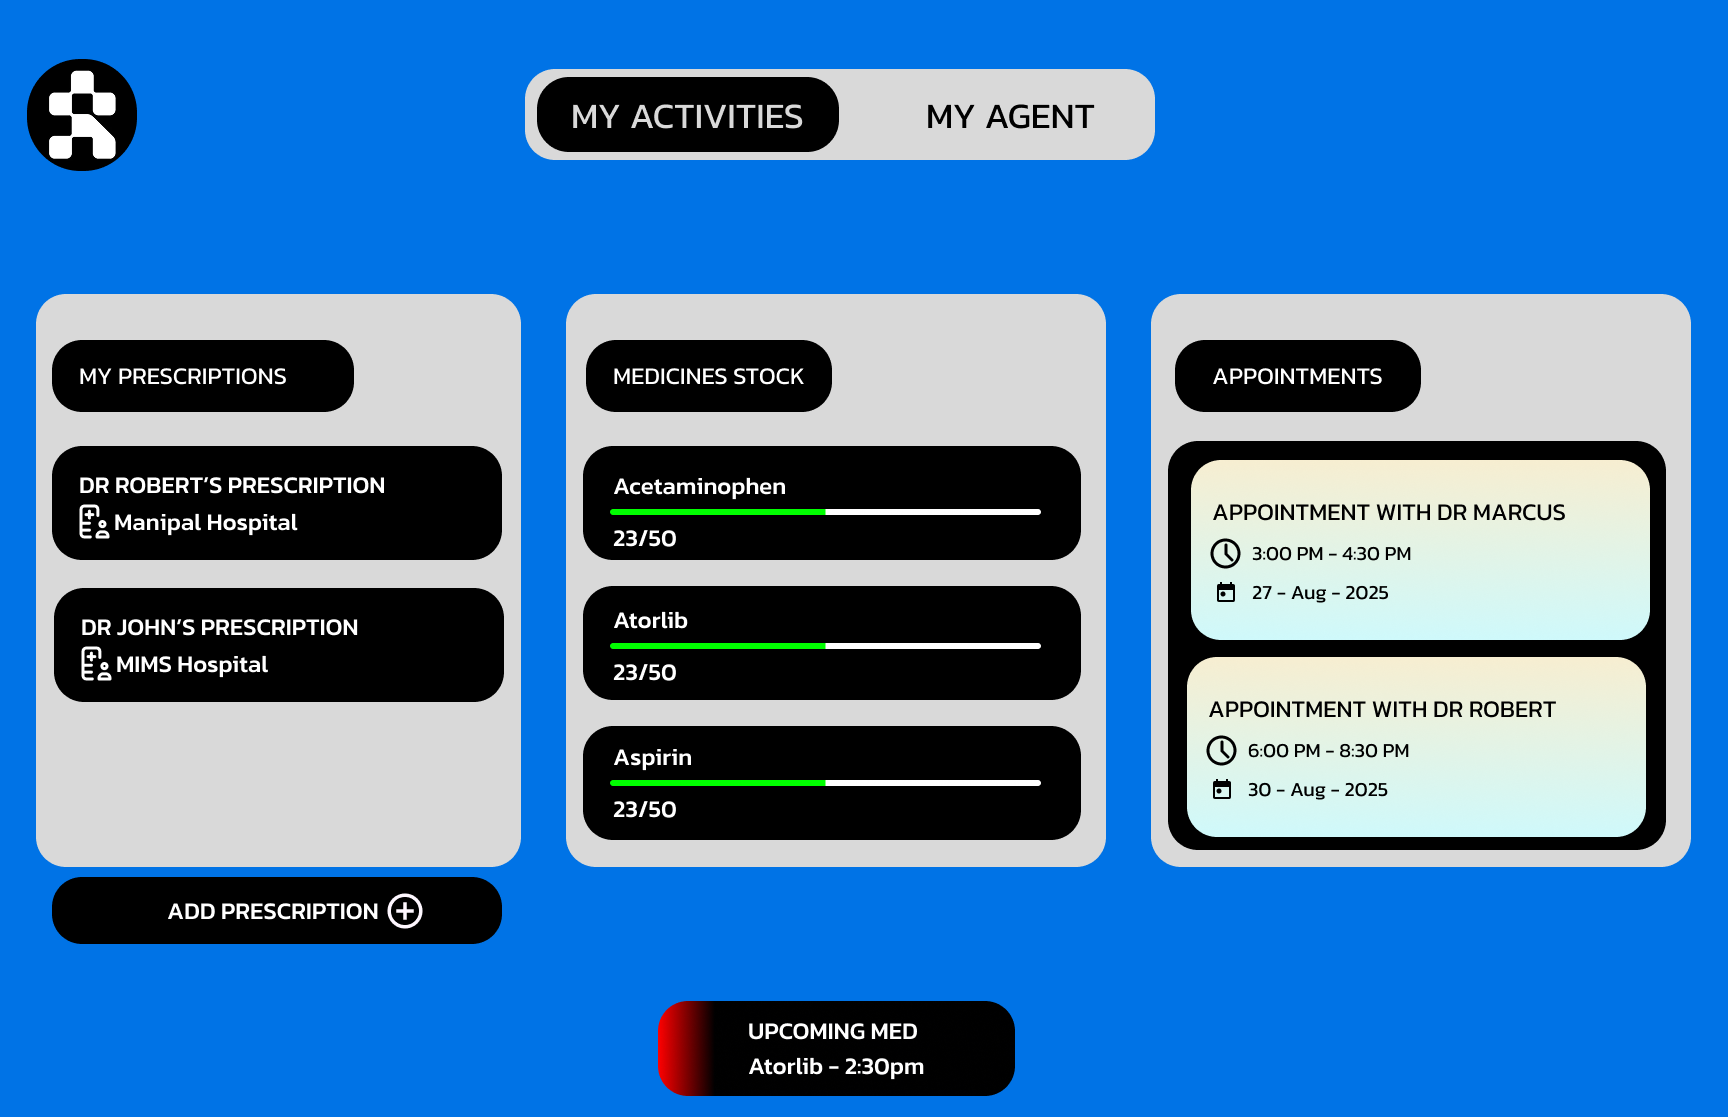 MY ACTIVITIES
MY AGENT
MY PRESCRIPTIONS
DR ROBERT’S PRESCRIPTION
Manipal Hospital
DR JOHN’S PRESCRIPTION
MIMS Hospital
ADD PRESCRIPTION
MEDICINES STOCK
Acetaminophen
23/50
Atorlib
23/50
Aspirin
23/50
APPOINTMENTS
APPOINTMENT WITH DR MARCUS
3:00 PM - 4:30 PM
27 - Aug - 2025
APPOINTMENT WITH DR ROBERT
6:00 PM - 8:30 PM
30 - Aug - 2025
UPCOMING MED
Atorlib - 2:30pm